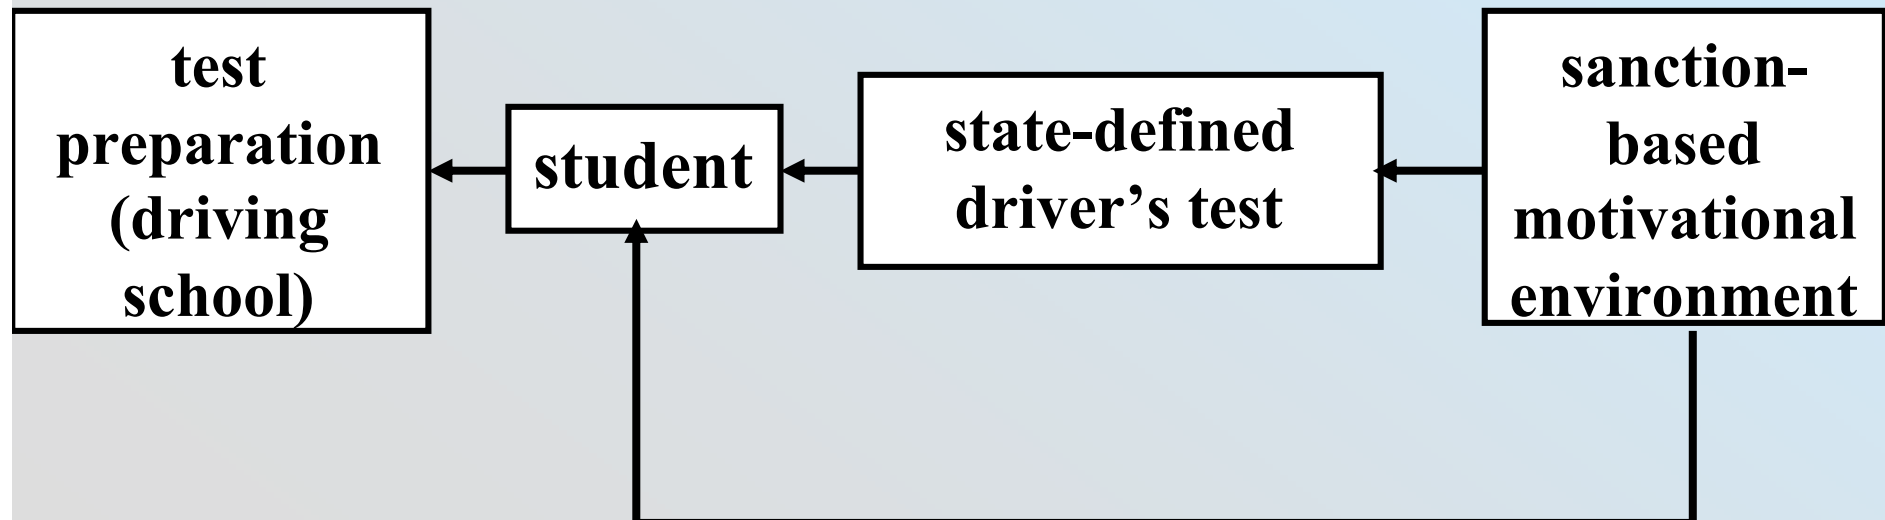 test
preparation
(driving
school)
student
state-defined
driver’s test
sanction-
based
motivational
environment